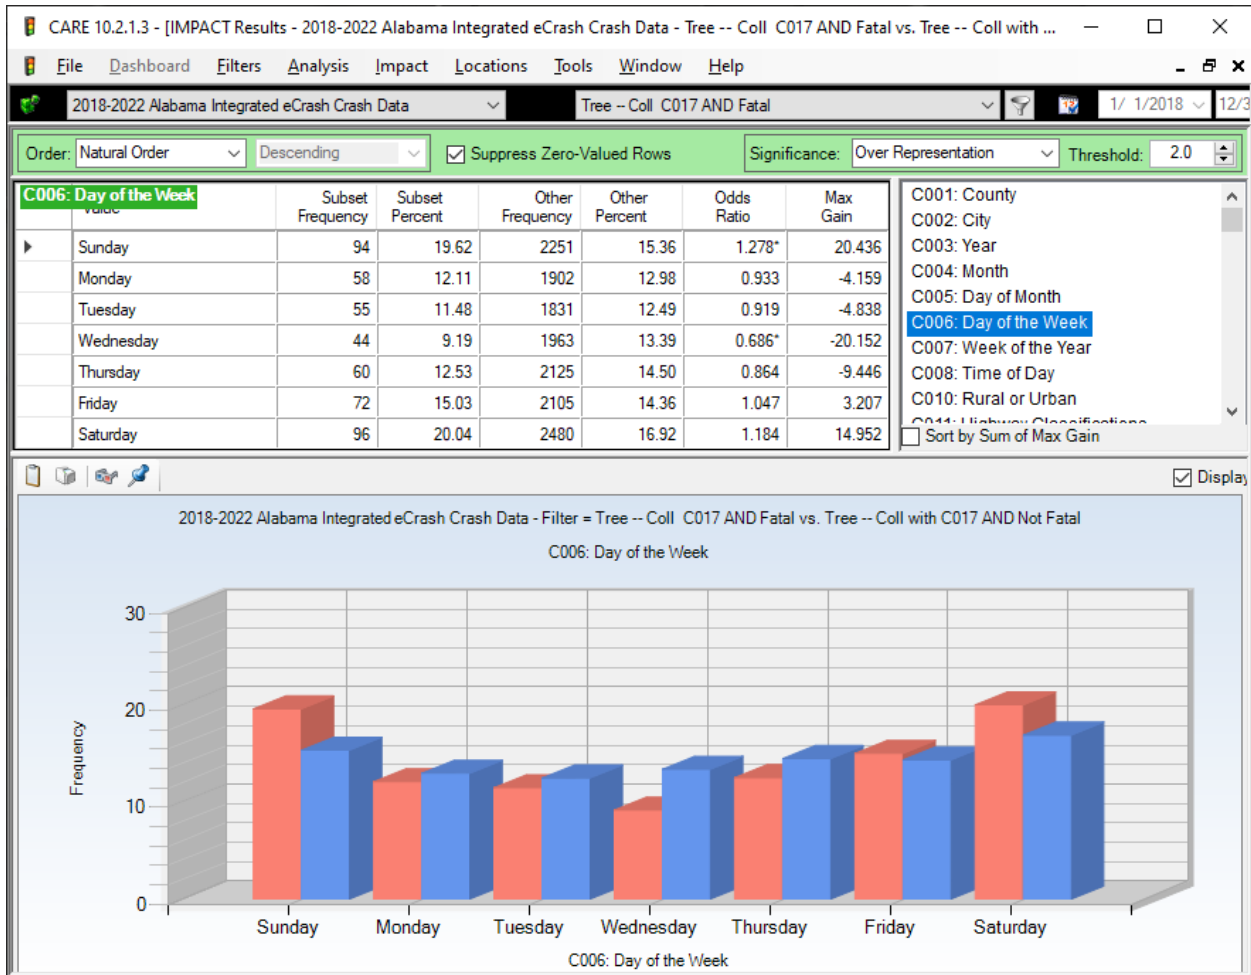 CARE 10.2.1.3 - [IMPACT Results - 2018-2022 Alabama Integrated eCrash Crash Data - Tree -- Coll C017 AND Fatal vs. Tree -- Coll with ...
File Dashboard Filters Analysis Impact Locations Tools Window Help
2018-2022 Alabama Integrated eCrash Crash Data Tree -- Coll C017 AND Fatal 1/ 1/2018 12/3
Order: Natural Order Descending Suppress Zero-Valued Rows Significance: Over Representation Threshold: 2.0
C006: Day of the Week
Value Subset Frequency Subset Percent Other Frequency Other Percent Odds Ratio Max Gain
Sunday 94 19.62 2251 15.36 1.278* 20.436
Monday 58 12.11 1902 12.98 0.933 -4.159
Tuesday 55 11.48 1831 12.49 0.919 -4.838
Wednesday 44 9.19 1963 13.39 0.686* -20.152
Thursday 60 12.53 2125 14.50 0.864 -9.446
Friday 72 15.03 2105 14.36 1.047 3.207
Saturday 96 20.04 2480 16.92 1.184 14.952
C001: County
C002: City
C003: Year
C004: Month
C005: Day of Month
C006: Day of the Week
C007: Week of the Year
C008: Time of Day
C010: Rural or Urban
C011: Highway Classifications
Sort by Sum of Max Gain
Display
2018-2022 Alabama Integrated eCrash Crash Data - Filter = Tree -- Coll C017 AND Fatal vs. Tree -- Coll with C017 AND Not Fatal
C006: Day of the Week
30
20
10
0
Frequency
Sunday Monday Tuesday Wednesday Thursday Friday Saturday
C006: Day of the Week